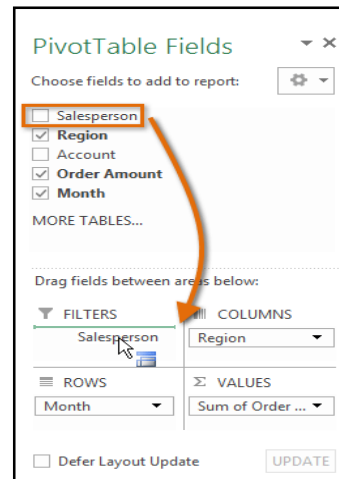 PivotTable Fields
Choose fields to add to report:
Salesperson
Region
Account
Order Amount
Month
MORE TABLES...
Drag fields between areas below:
FILTERS
COLUMNS
Salesperson
Region
ROWS
Σ VALUES
Month
Sum of Order ...
Defer Layout Update
UPDATE